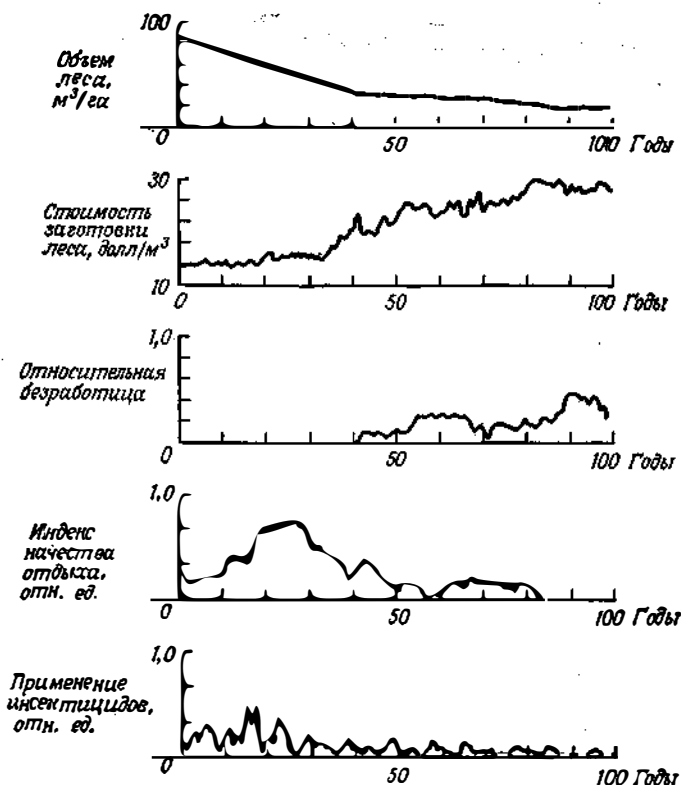 100
Объем
леса,
м³/га
0
50
100 Годы
30
Стоимость
заготовки
леса, долл/м³
10
0
50
100 Годы
1,0
Относительная
безработица
0
50
100 Годы
1,0
Индекс
качества
отдыха,
отн. ед.
0
50
100 Годы
1,0
Применение
инсектицидов,
отн. ед.
0
50
100 Годы